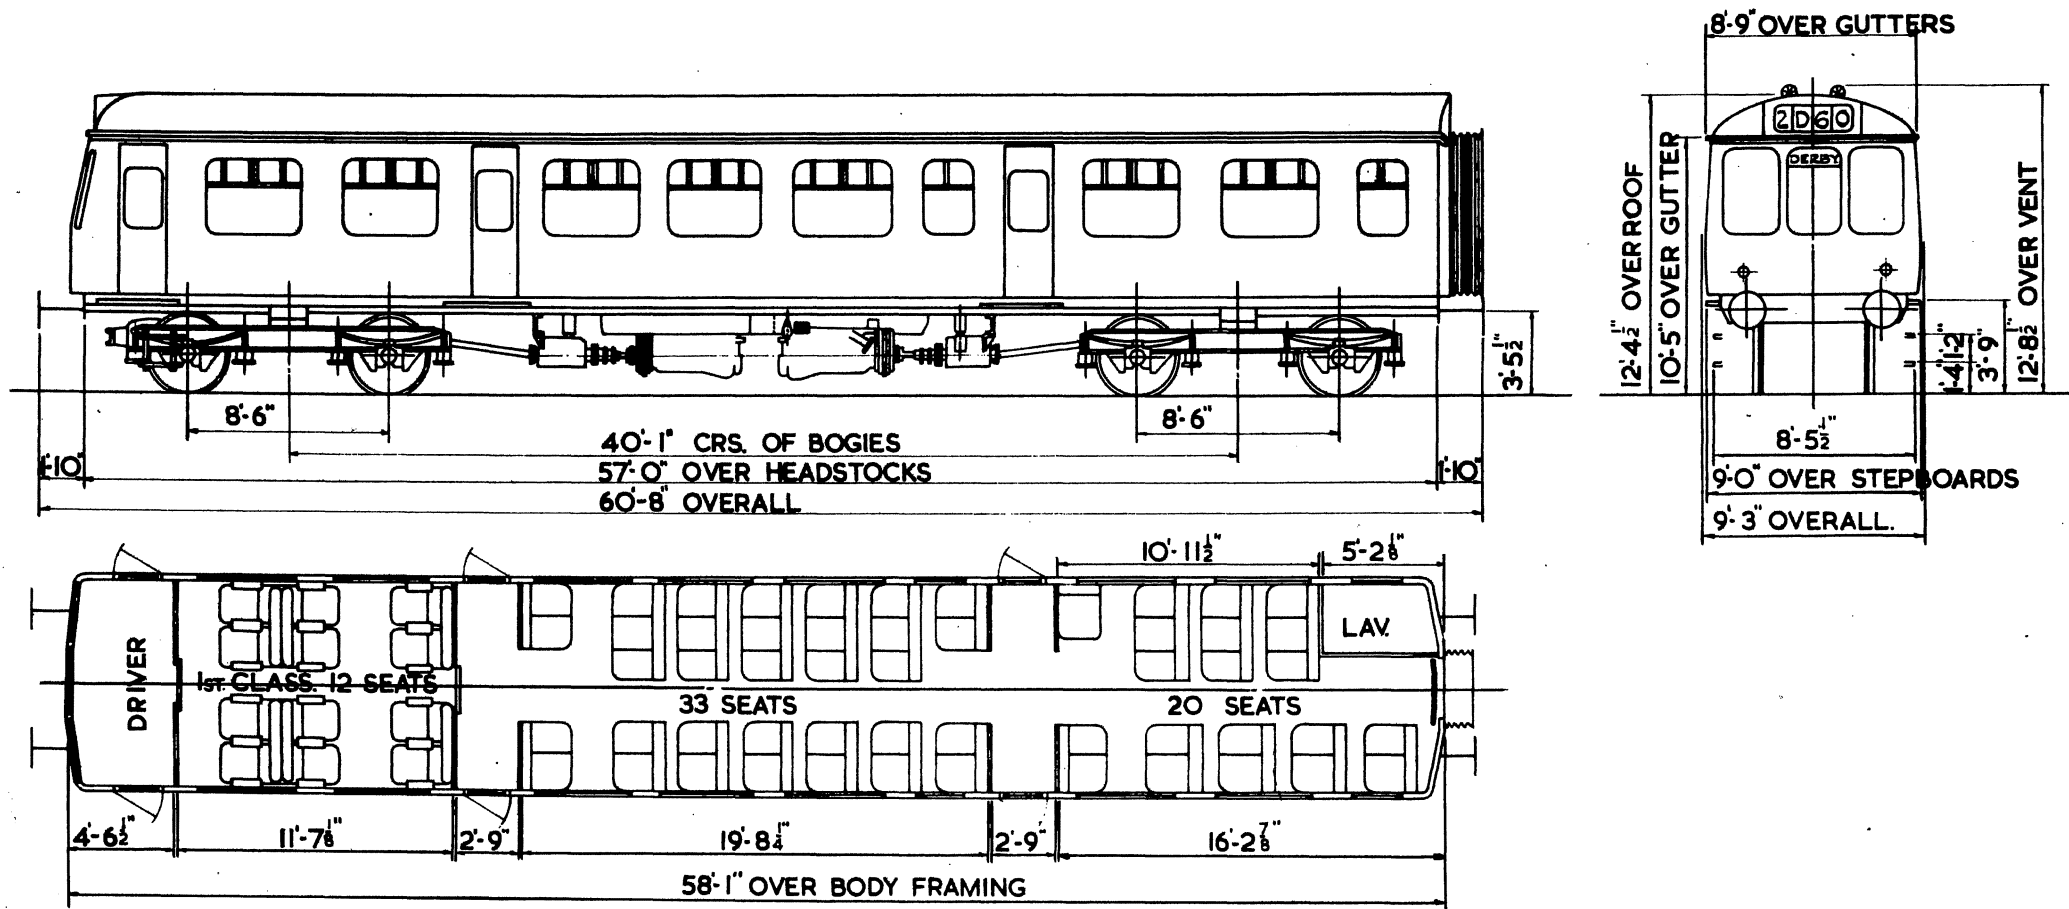 8'-9" OVER GUTTERS
2D60
DERBY
12'-4½" OVER ROOF
10'-5" OVER GUTTER
12'-8½" OVER VENT
3'-9"
1'-2"
1'-4"
3'-5½"
8'-6"
8'-6"
40'-1" CRS. OF BOGIES
1'-10"
57'-0" OVER HEADSTOCKS
1'-10"
60'-8" OVERALL
8'-5½"
9'-0" OVER STEPBOARDS
9'-3" OVERALL.
10'-11½"
5'-2⅛"
DRIVER
1ST. CLASS. 12 SEATS
33 SEATS
20 SEATS
LAV.
4'-6½"
11'-7⅛"
2'-9"
19'-8¼"
2'-9"
16'-2⅞"
58'-1" OVER BODY FRAMING